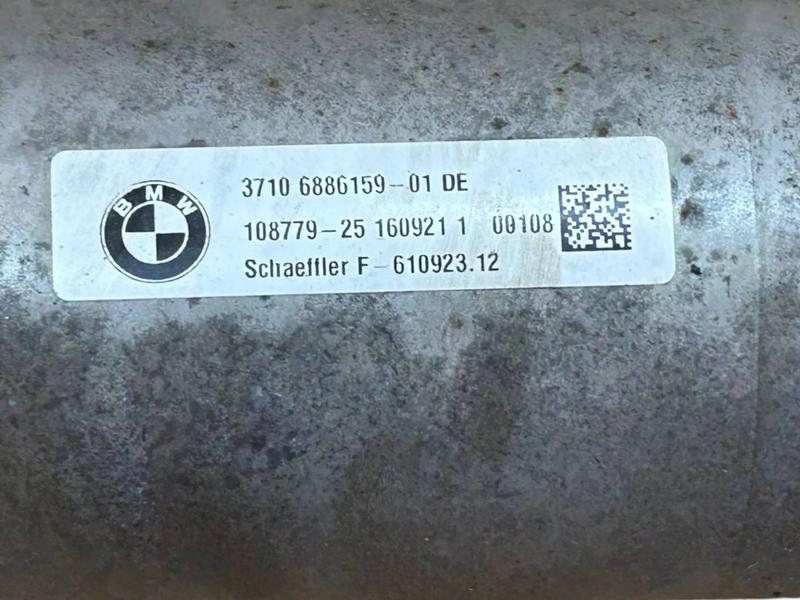 BMW
3710 6886159-01 DE
108779-25 160921 1 00108
Schaeffler F-610923.12